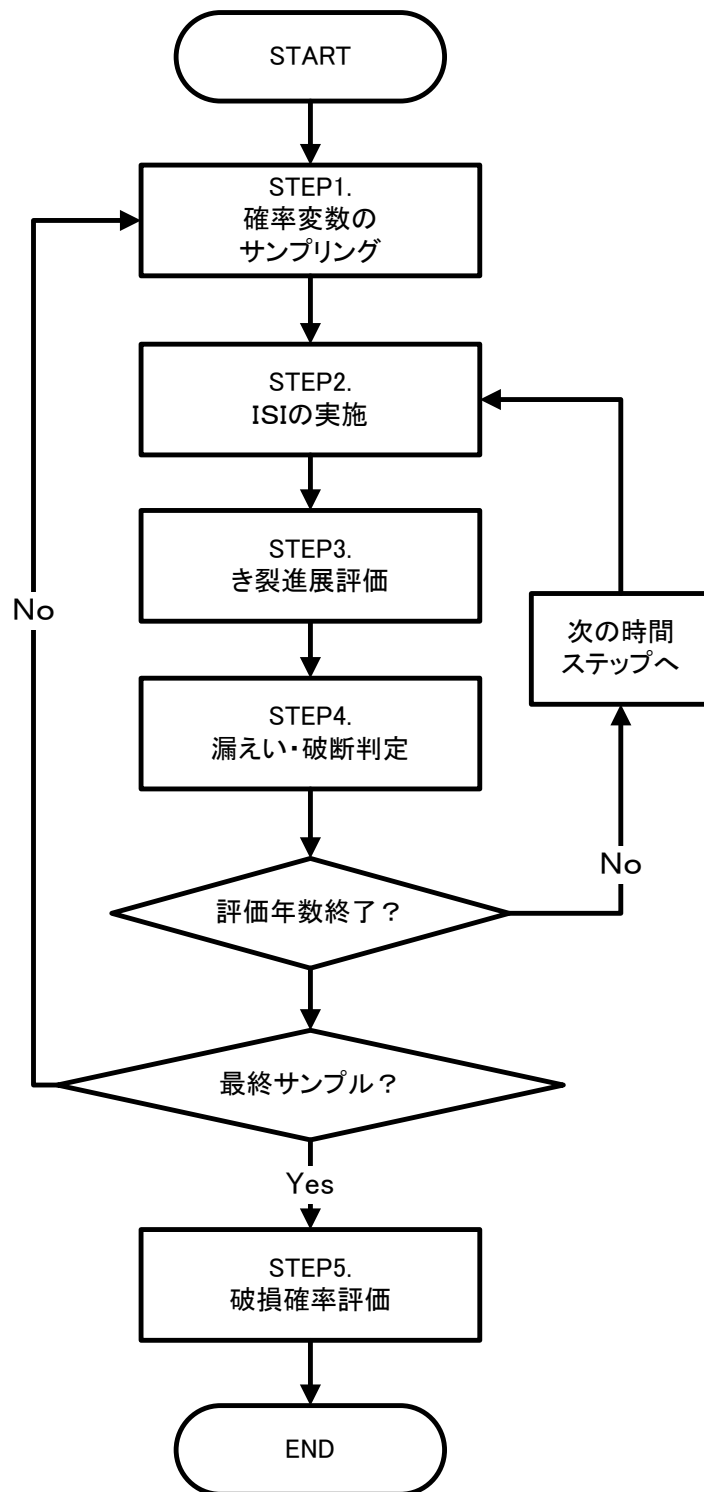 START
STEP1.
確率変数の
サンプリング
STEP2.
ISIの実施
STEP3.
き裂進展評価
No
次の時間
ステップへ
STEP4.
漏えい・破断判定
No
評価年数終了？
最終サンプル？
Yes
STEP5.
破損確率評価
END